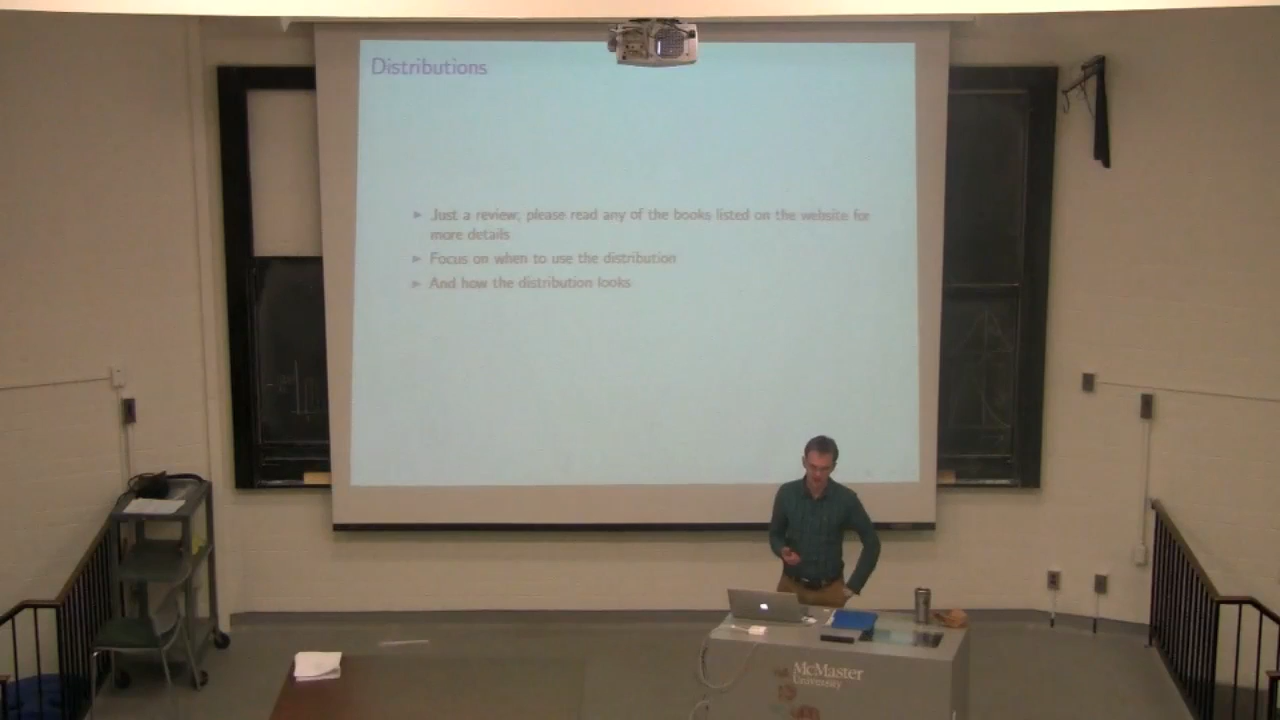 Distributions
▶ Just a review, please read any of the books listed on the website for
more details
▶ Focus on when to use the distribution
▶ And how the distribution looks
McMaster
University